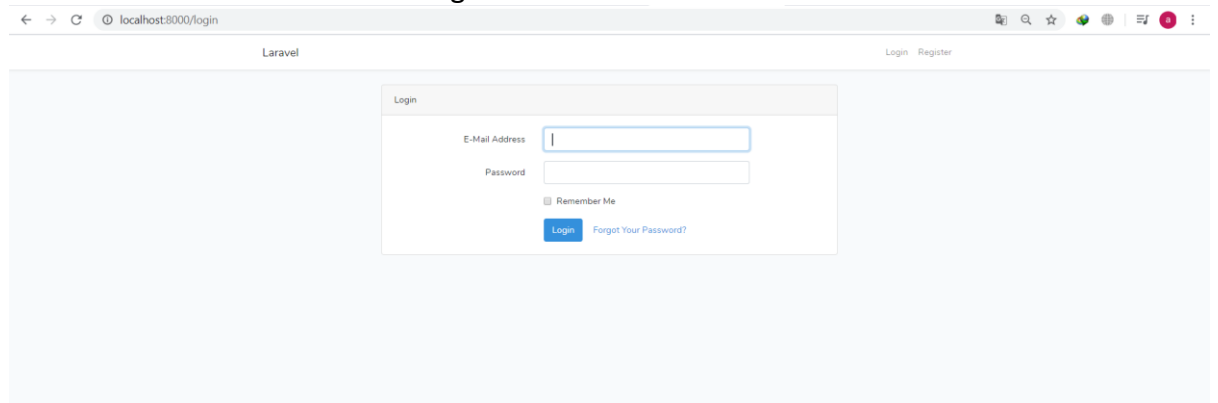 localhost:8000/login
a
Laravel
Login Register
Login
E-Mail Address
Password
Remember Me
Login Forgot Your Password?